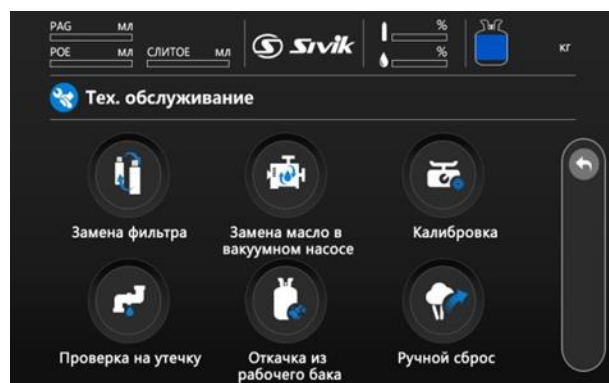 PAG мл
POE мл СЛИТОЕ мл
Sivik
%
%
кг
Тех. обслуживание
Замена фильтра
Замена масло в
вакуумном насосе
Калибровка
Проверка на утечку
Откачка из
рабочего бака
Ручной сброс